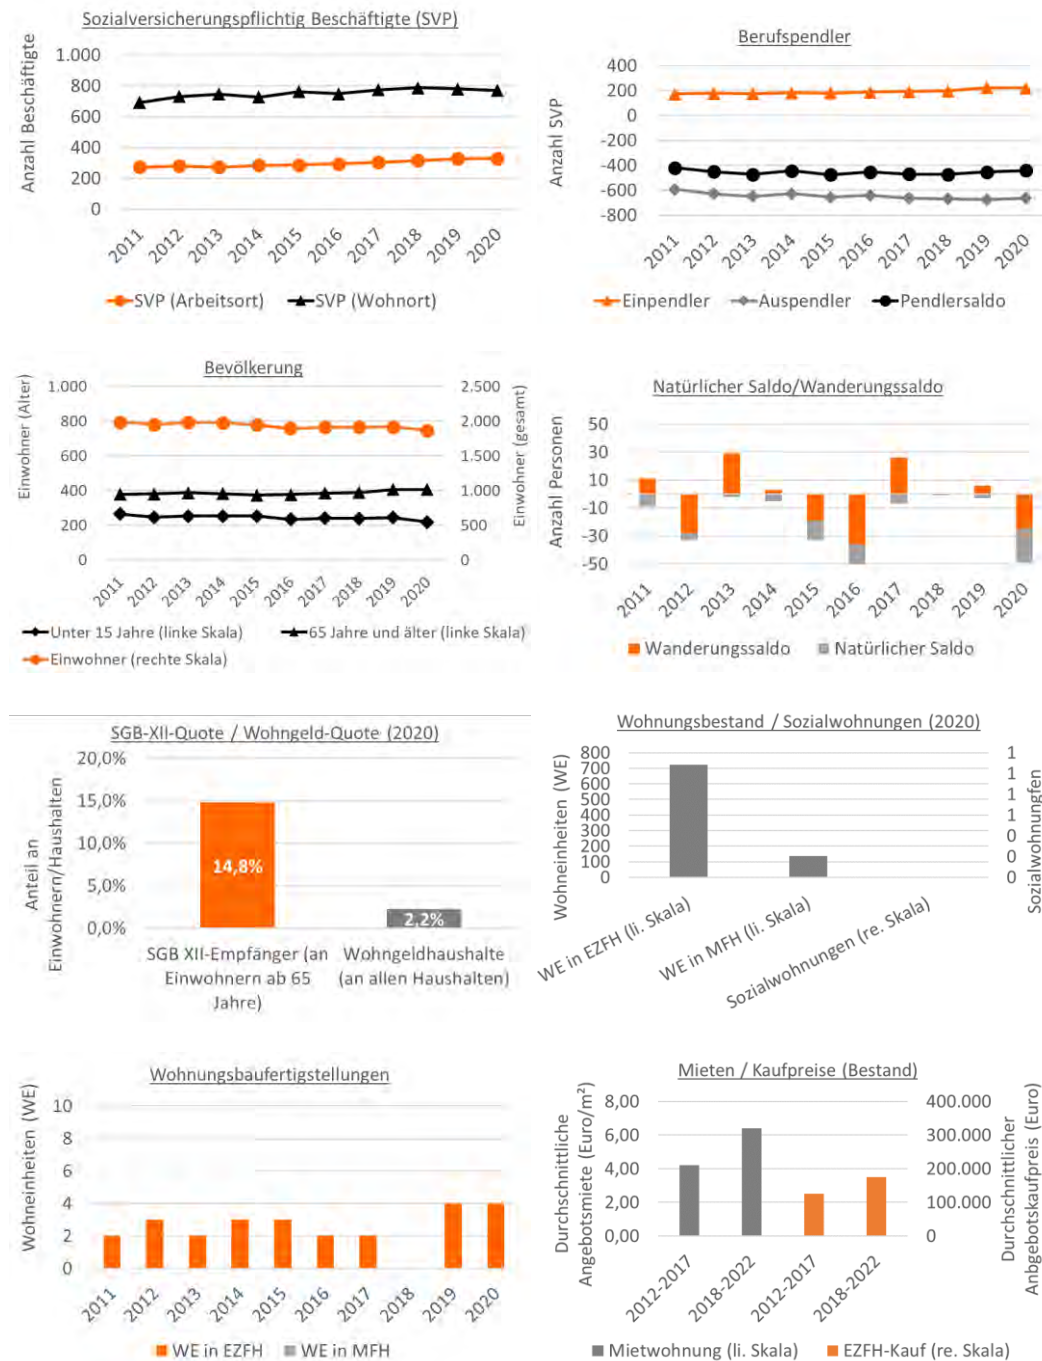 Sozialversicherungspflichtig Beschäftigte (SVP)
Anzahl Beschäftigte
1.000
800
600
400
200
0
2011
2012
2013
2014
2015
2016
2017
2018
2019
2020
SVP (Arbeitsort)
SVP (Wohnort)
Berufspendler
Anzahl SVP
400
200
0
-200
-400
-600
-800
2011
2012
2013
2014
2015
2016
2017
2018
2019
2020
Einpendler
Auspendler
Pendlersaldo
Bevölkerung
Einwohner (Alter)
1.000
800
600
400
200
0
2.500
2.000
1.500
1.000
500
0
Einwohner (gesamt)
2011
2012
2013
2014
2015
2016
2017
2018
2019
2020
Unter 15 Jahre (linke Skala)
65 Jahre und älter (linke Skala)
Einwohner (rechte Skala)
Natürlicher Saldo/Wanderungssaldo
Anzahl Personen
50
30
10
-10
-30
-50
2011
2012
2013
2014
2015
2016
2017
2018
2019
2020
Wanderungssaldo
Natürlicher Saldo
SGB-XII-Quote / Wohngeld-Quote (2020)
Anteil an
Einwohnern/Haushalten
20,0%
15,0%
10,0%
5,0%
0,0%
14,8%
2,2%
SGB XII-Empfänger (an
Einwohnern ab 65
Jahre)
Wohngeldhaushalte
(an allen Haushalten)
Wohnungsbestand / Sozialwohnungen (2020)
Wohneinheiten (WE)
800
700
600
500
400
300
200
100
0
1
1
1
1
0
0
0
Sozialwohnungfen
WE in EZFH (li. Skala)
WE in MFH (li. Skala)
Sozialwohnungen (re. Skala)
Wohnungsbaufertigstellungen
Wohneinheiten (WE)
10
8
6
4
2
0
2011
2012
2013
2014
2015
2016
2017
2018
2019
2020
WE in EZFH
WE in MFH
Mieten / Kaufpreise (Bestand)
Durchschnittliche
Angebotsmiete (Euro/m²)
8,00
6,00
4,00
2,00
0,00
400.000
300.000
200.000
100.000
0
Durchschnittlicher
Anbgebotskaufpreis (Euro)
2012-2017
2018-2022
2012-2017
2018-2022
Mietwohnung (li. Skala)
EZFH-Kauf (re. Skala)